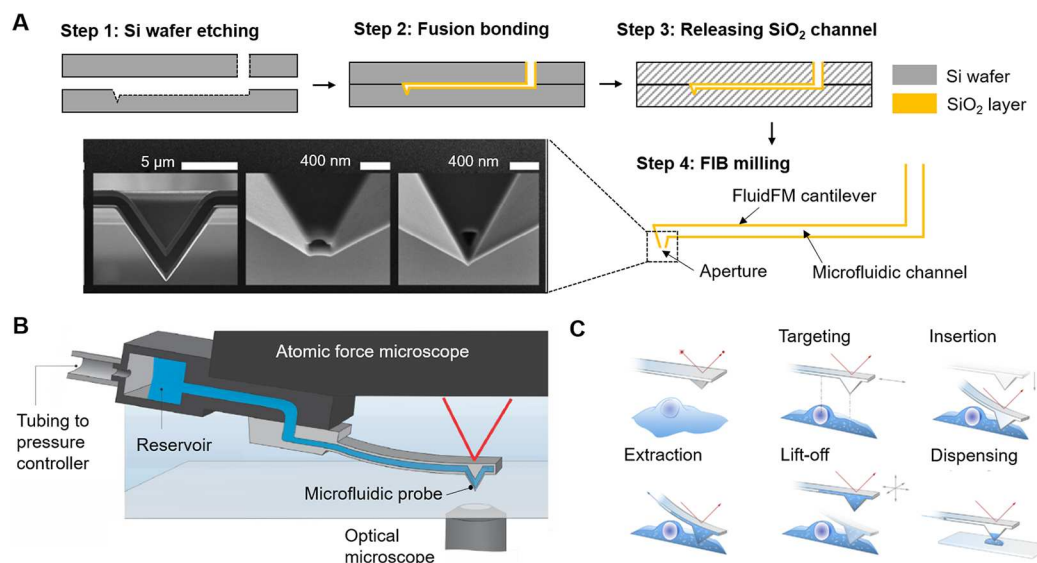 A
Step 1: Si wafer etching
Step 2: Fusion bonding
Step 3: Releasing SiO₂ channel
Si wafer
SiO₂ layer
5 µm
400 nm
400 nm
Step 4: FIB milling
FluidFM cantilever
Aperture
Microfluidic channel
B
Atomic force microscope
Tubing to
pressure
controller
Reservoir
Microfluidic probe
Optical
microscope
C
Targeting
Insertion
Extraction
Lift-off
Dispensing